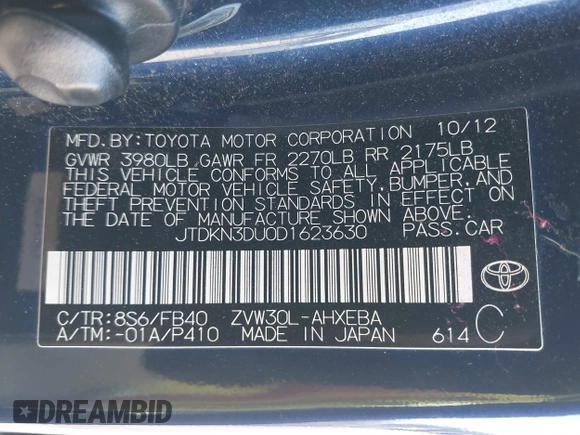 MFD.BY:TOYOTA MOTOR CORPORATION 10/12
GVWR 3980LB GAWR FR 2270LB RR 2175LB
THIS VEHICLE CONFORMS TO ALL APPLICABLE
FEDERAL MOTOR VEHICLE SAFETY, BUMPER, AND
THEFT PREVENTION STANDARDS IN EFFECT ON
THE DATE OF MANUFACTURE SHOWN ABOVE.
JTDKN3DU0D1623630 PASS.CAR
C/TR:8S6/FB40 ZVW30L-AHXEBA
A/TM:-01A/P410 MADE IN JAPAN 614 C
DREAMBID